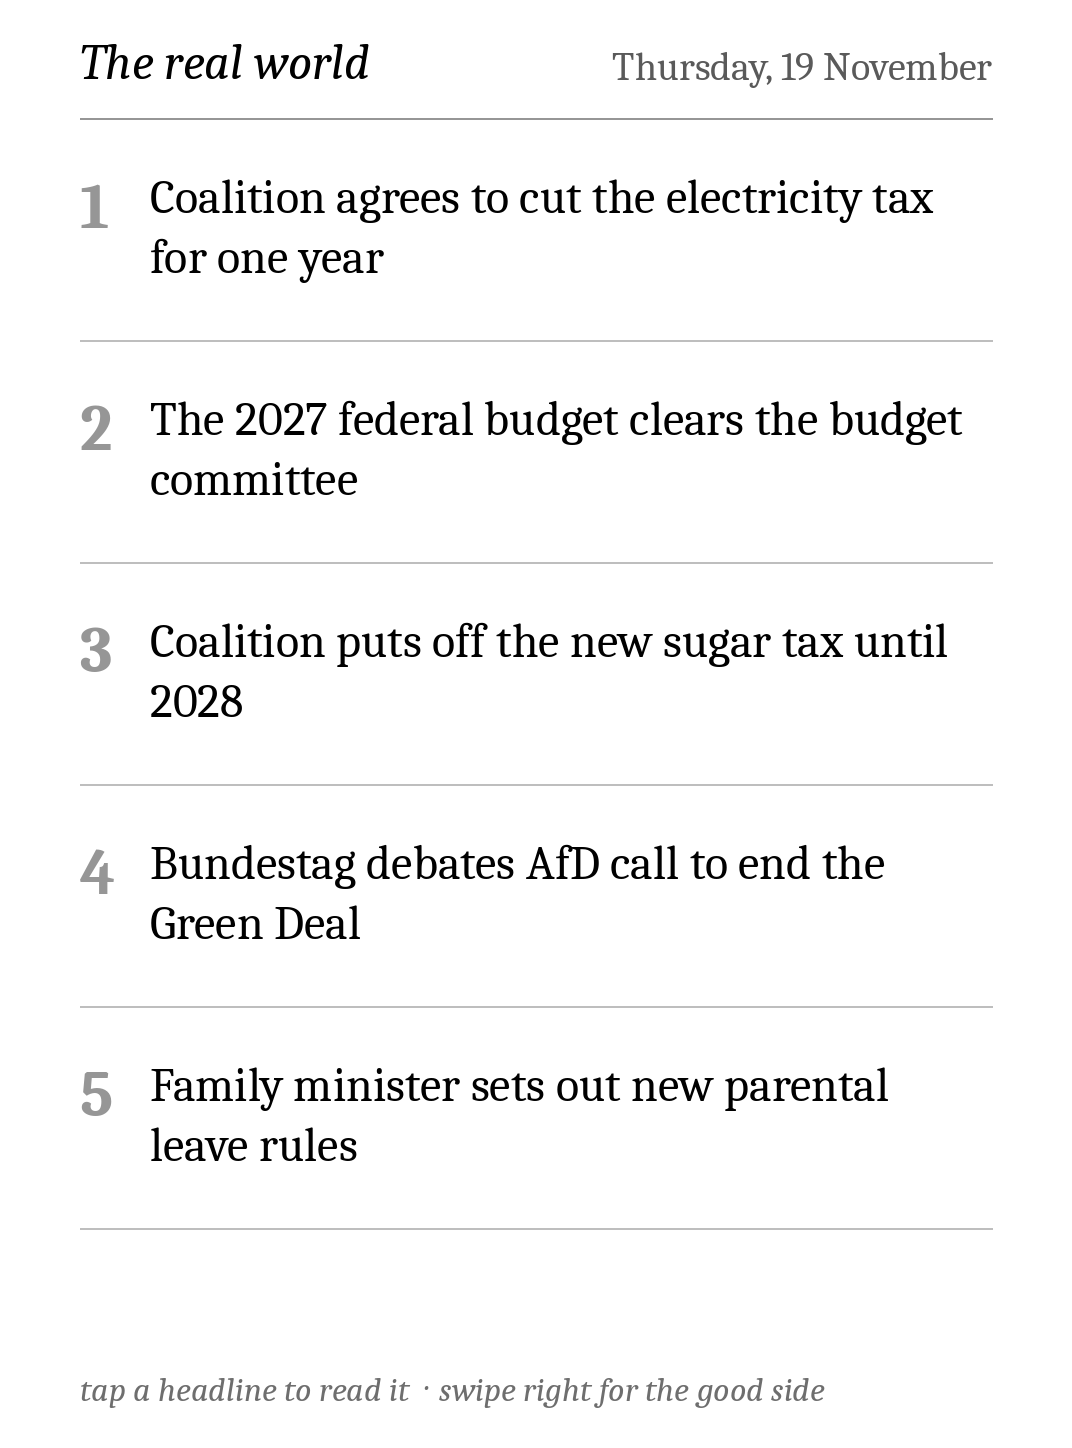 The real world
Thursday, 19 November
1
Coalition agrees to cut the electricity tax
for one year
2
The 2027 federal budget clears the budget
committee
3
Coalition puts off the new sugar tax until
2028
4
Bundestag debates AfD call to end the
Green Deal
5
Family minister sets out new parental
leave rules
tap a headline to read it · swipe right for the good side